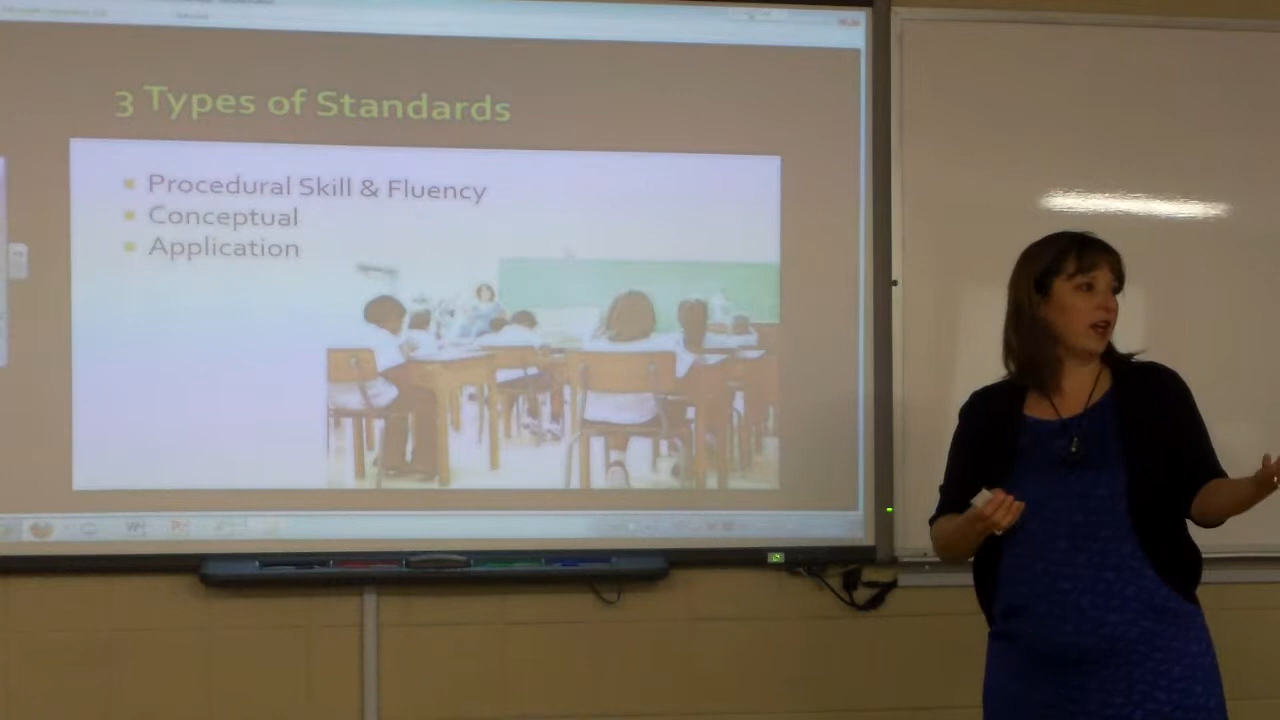 3 Types of Standards
Procedural Skill & Fluency
Conceptual
Application